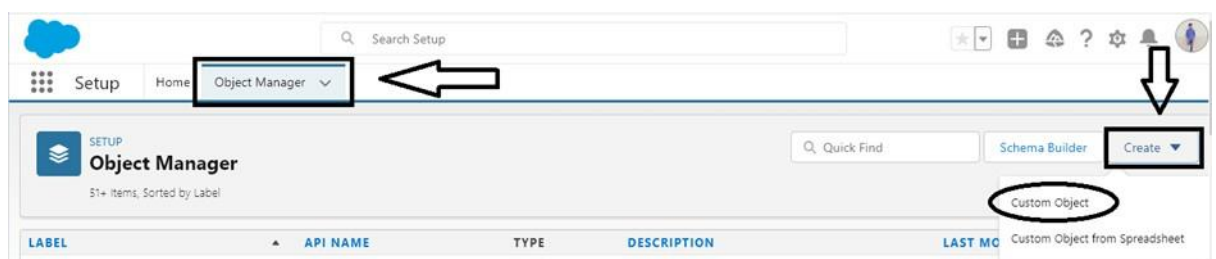 Search Setup
Setup Home Object Manager
SETUP
Object Manager
51+ Items, Sorted by Label
Quick Find Schema Builder Create
Custom Object
Custom Object from Spreadsheet
LABEL API NAME TYPE DESCRIPTION LAST MO